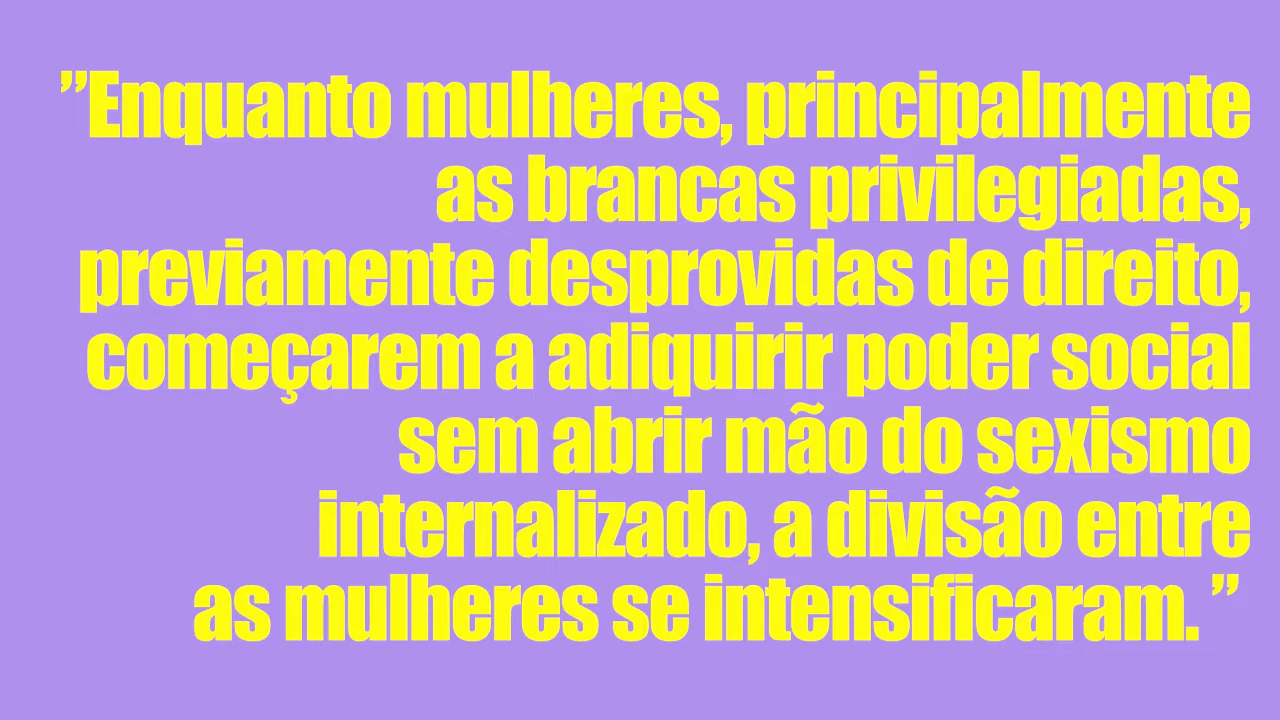 ”Enquanto mulheres, principalmente
as brancas privilegiadas,
previamente desprovidas de direito,
começarem a adiquirir poder social
sem abrir mão do sexismo
internalizado, a divisão entre
as mulheres se intensificaram. ”